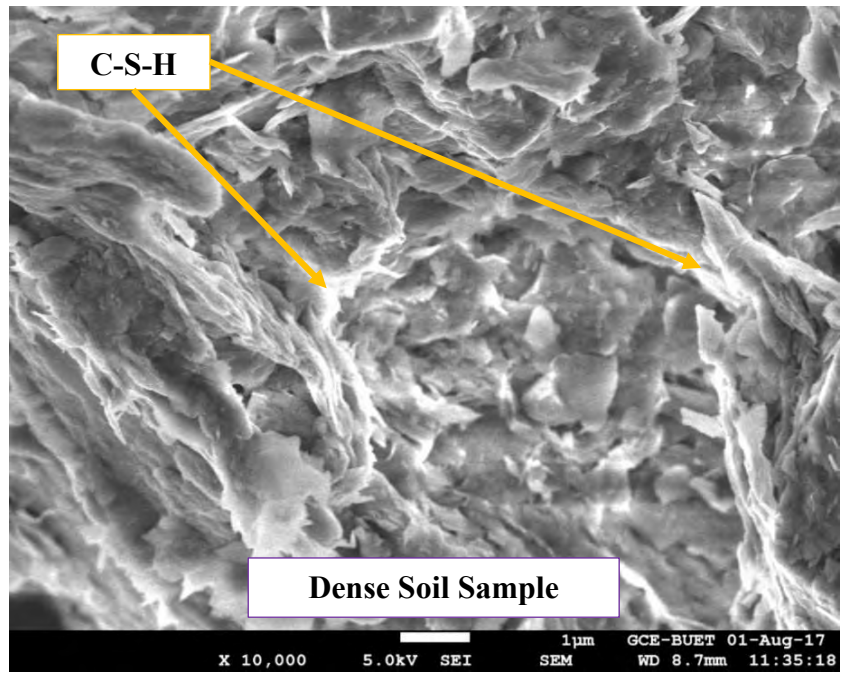 C-S-H
Dense Soil Sample
1µm GCE-BUET 01-Aug-17
X 10,000 5.0kV SEI SEM WD 8.7mm 11:35:18